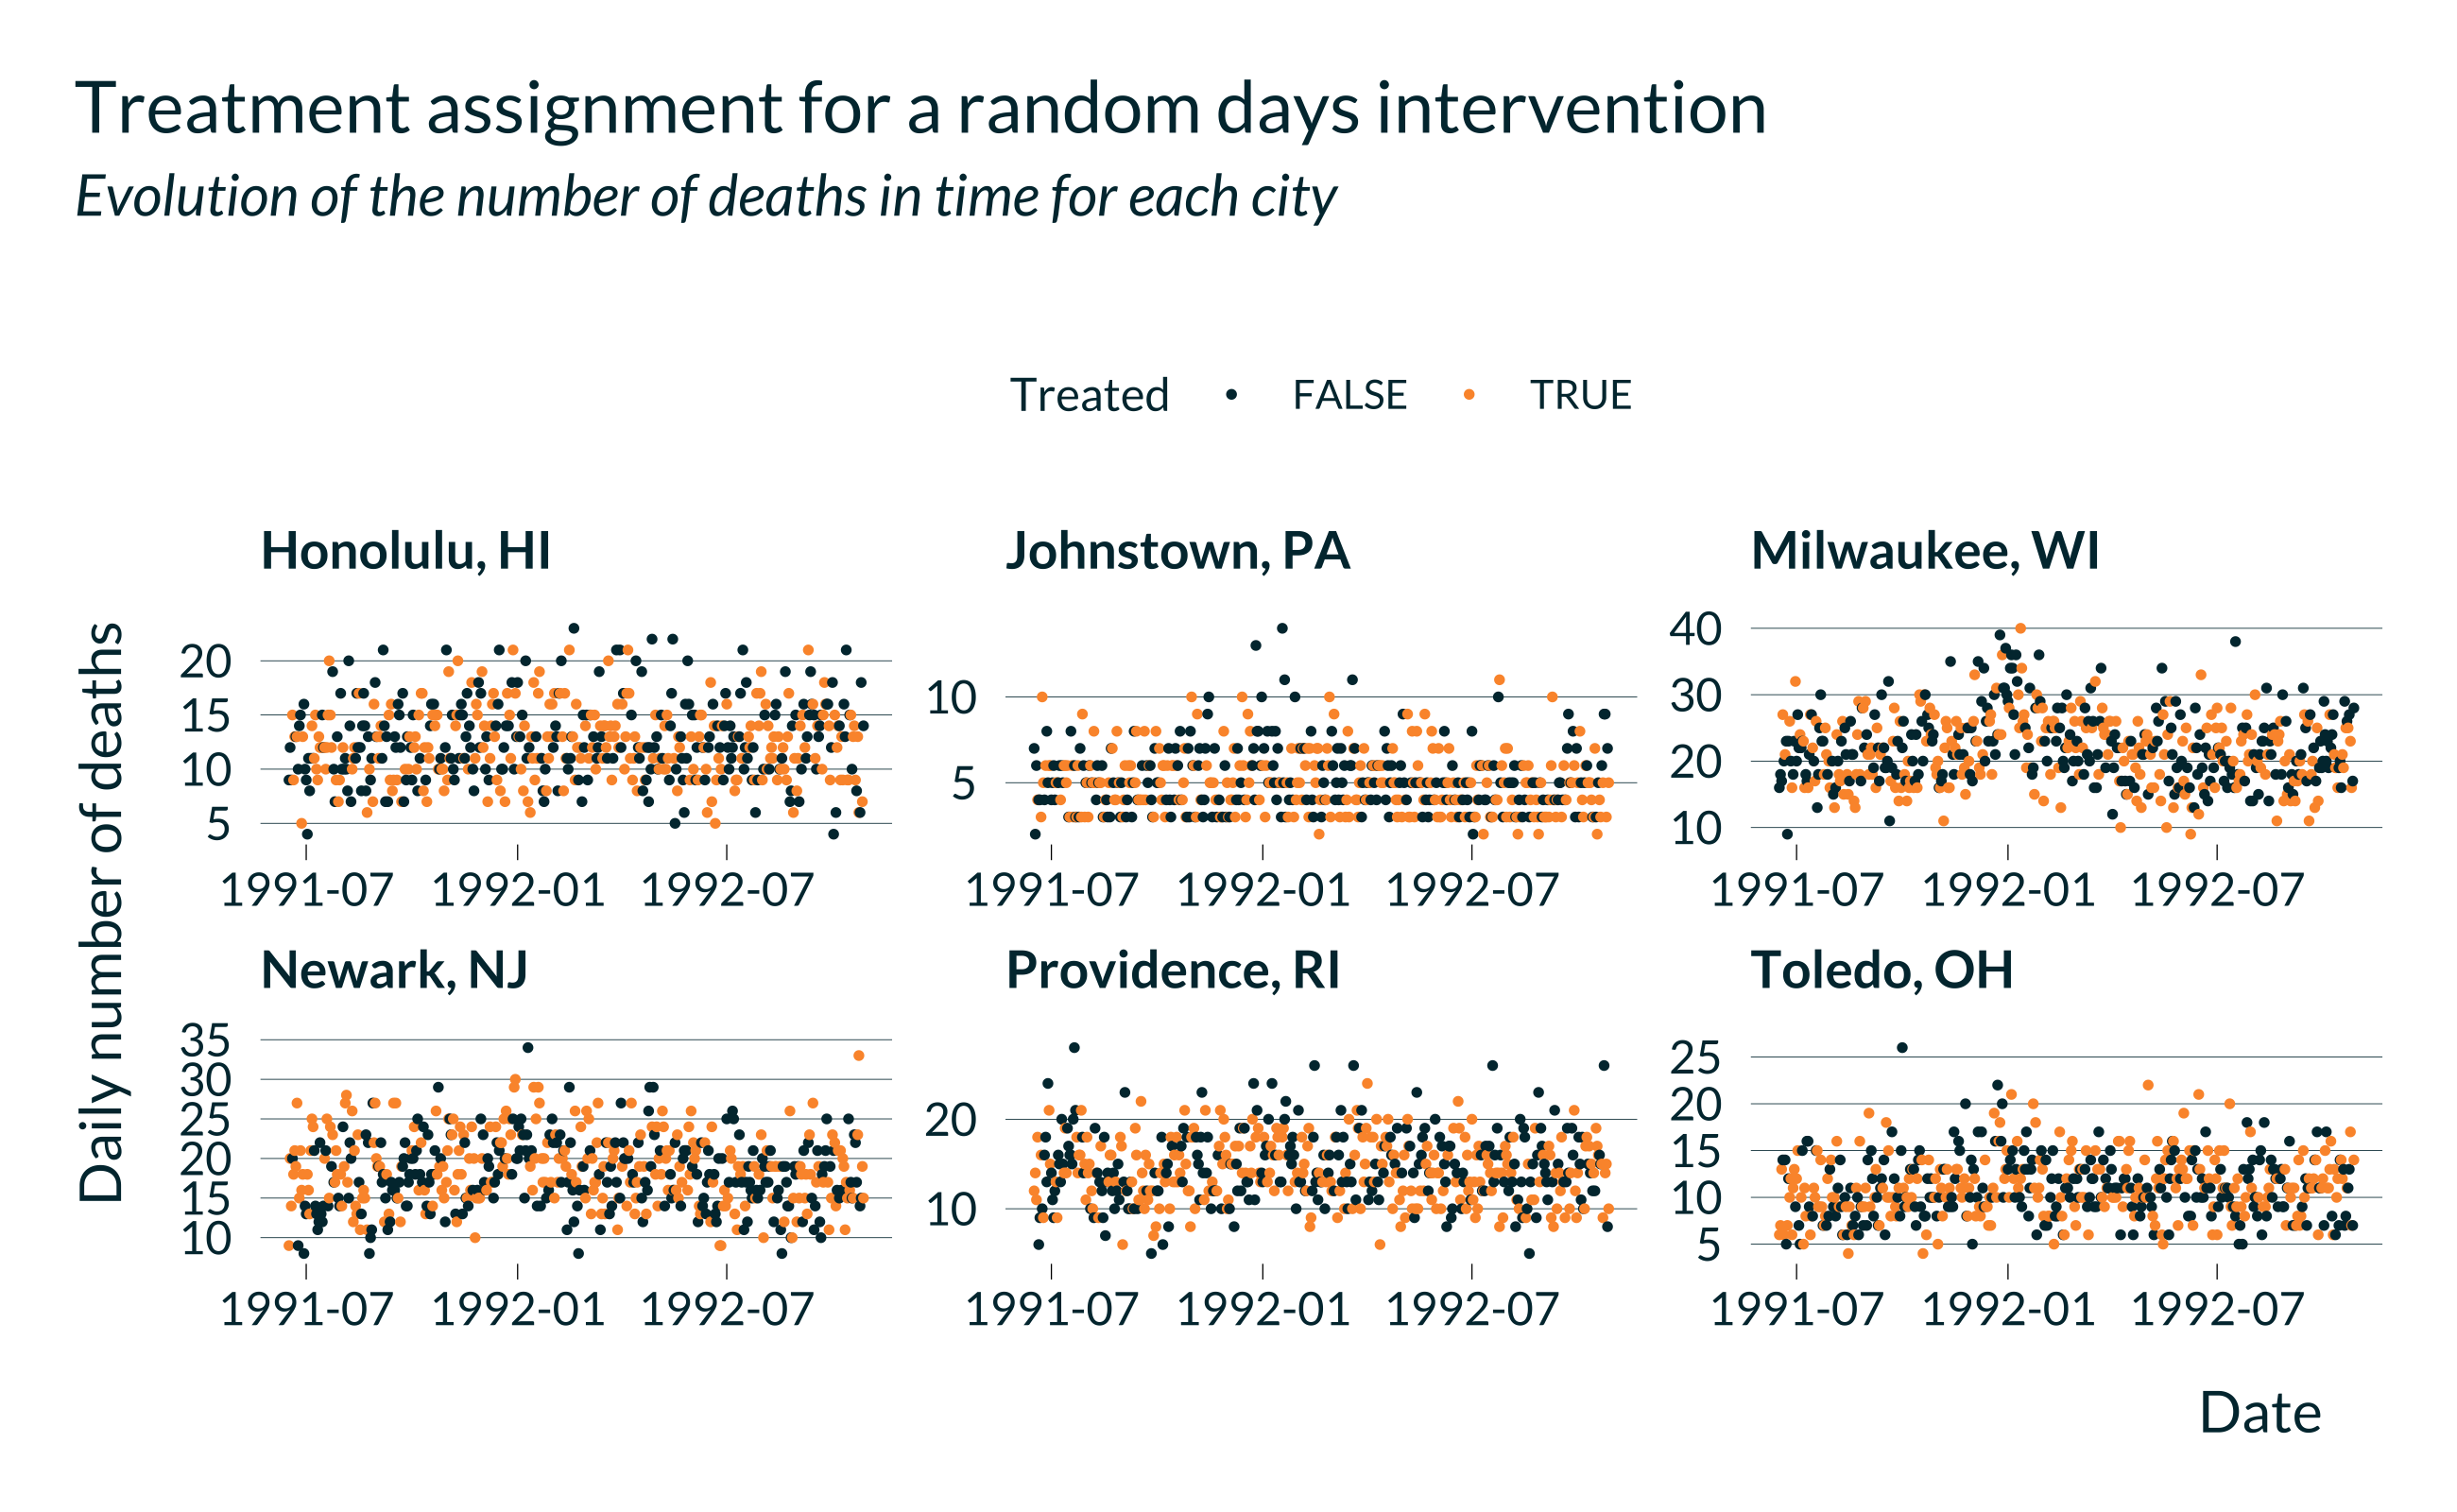 Treatment assignment for a random days intervention
Evolution of the number of deaths in time for each city
Treated FALSE TRUE
Honolulu, HI
Johnstown, PA
Milwaukee, WI
Daily number of deaths
20
15
10
5
1991-07 1992-01 1992-07
10
5
1991-07 1992-01 1992-07
40
30
20
10
1991-07 1992-01 1992-07
Newark, NJ
Providence, RI
Toledo, OH
35
30
25
20
15
10
1991-07 1992-01 1992-07
20
10
1991-07 1992-01 1992-07
25
20
15
10
5
1991-07 1992-01 1992-07
Date